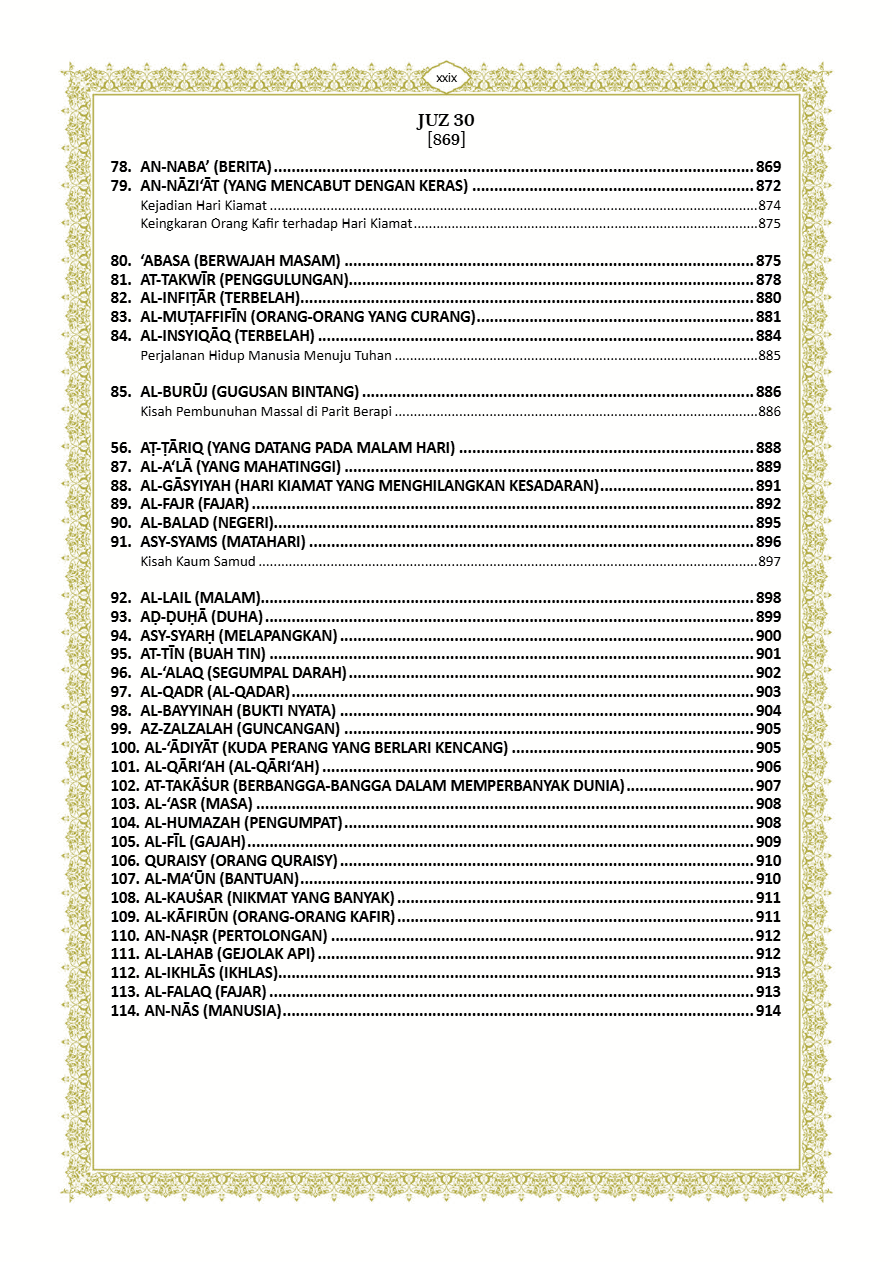 xxix
JUZ 30
[869]
78. AN-NABA’ (BERITA) ........ 869
79. AN-NĀZI‘ĀT (YANG MENCABUT DENGAN KERAS) ........ 872
Kejadian Hari Kiamat ........ 874
Keingkaran Orang Kafir terhadap Hari Kiamat ........ 875
80. ‘ABASA (BERWAJAH MASAM) ........ 875
81. AT-TAKWĪR (PENGGULUNGAN) ........ 878
82. AL-INFIṬĀR (TERBELAH) ........ 880
83. AL-MUṬAFFIFĪN (ORANG-ORANG YANG CURANG) ........ 881
84. AL-INSYIQĀQ (TERBELAH) ........ 884
Perjalanan Hidup Manusia Menuju Tuhan ........ 885
85. AL-BURŪJ (GUGUSAN BINTANG) ........ 886
Kisah Pembunuhan Massal di Parit Berapi ........ 886
56. AṬ-ṬĀRIQ (YANG DATANG PADA MALAM HARI) ........ 888
87. AL-A‘LĀ (YANG MAHATINGGI) ........ 889
88. AL-GĀSYIYAH (HARI KIAMAT YANG MENGHILANGKAN KESADARAN) ........ 891
89. AL-FAJR (FAJAR) ........ 892
90. AL-BALAD (NEGERI) ........ 895
91. ASY-SYAMS (MATAHARI) ........ 896
Kisah Kaum Samud ........ 897
92. AL-LAIL (MALAM) ........ 898
93. AḌ-ḌUḤĀ (DUHA) ........ 899
94. ASY-SYARḤ (MELAPANGKAN) ........ 900
95. AT-TĪN (BUAH TIN) ........ 901
96. AL-‘ALAQ (SEGUMPAL DARAH) ........ 902
97. AL-QADR (AL-QADAR) ........ 903
98. AL-BAYYINAH (BUKTI NYATA) ........ 904
99. AZ-ZALZALAH (GUNCANGAN) ........ 905
100. AL-‘ĀDIYĀT (KUDA PERANG YANG BERLARI KENCANG) ........ 905
101. AL-QĀRI‘AH (AL-QĀRI‘AH) ........ 906
102. AT-TAKĀṠUR (BERBANGGA-BANGGA DALAM MEMPERBANYAK DUNIA) ........ 907
103. AL-‘ASR (MASA) ........ 908
104. AL-HUMAZAH (PENGUMPAT) ........ 908
105. AL-FĪL (GAJAH) ........ 909
106. QURAISY (ORANG QURAISY) ........ 910
107. AL-MA‘ŪN (BANTUAN) ........ 910
108. AL-KAUṠAR (NIKMAT YANG BANYAK) ........ 911
109. AL-KĀFIRŪN (ORANG-ORANG KAFIR) ........ 911
110. AN-NAṢR (PERTOLONGAN) ........ 912
111. AL-LAHAB (GEJOLAK API) ........ 912
112. AL-IKHLĀS (IKHLAS) ........ 913
113. AL-FALAQ (FAJAR) ........ 913
114. AN-NĀS (MANUSIA) ........ 914